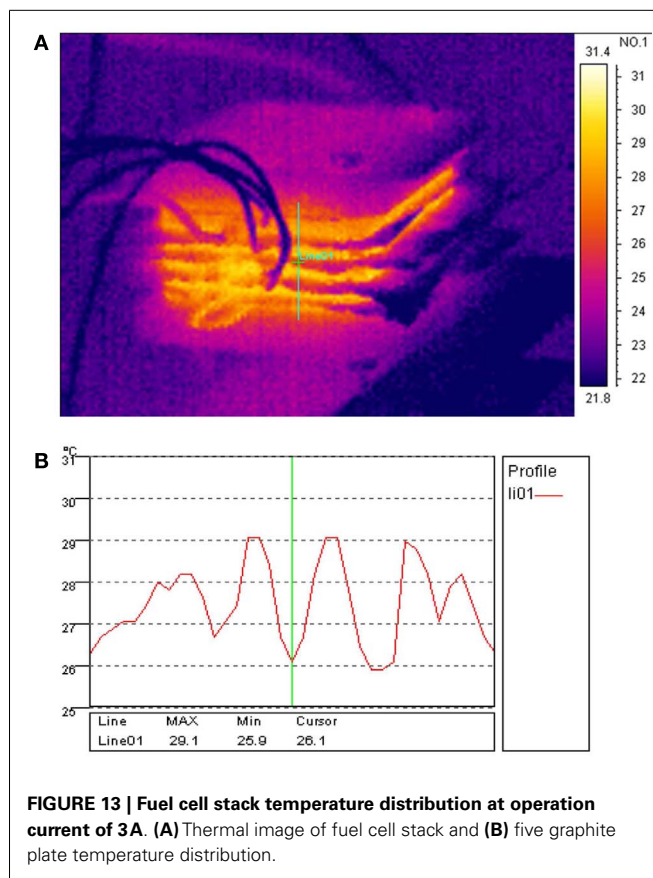 A
NO.1
31.4
31
30
29
28
27
26
25
24
23
22
21.8
Line01
B
°C
31
30
29
28
27
26
25
Profile
li01
Line MAX Min Cursor
Line01 29.1 25.9 26.1
FIGURE 13 | Fuel cell stack temperature distribution at operation
current of 3A. (A) Thermal image of fuel cell stack and (B) five graphite
plate temperature distribution.